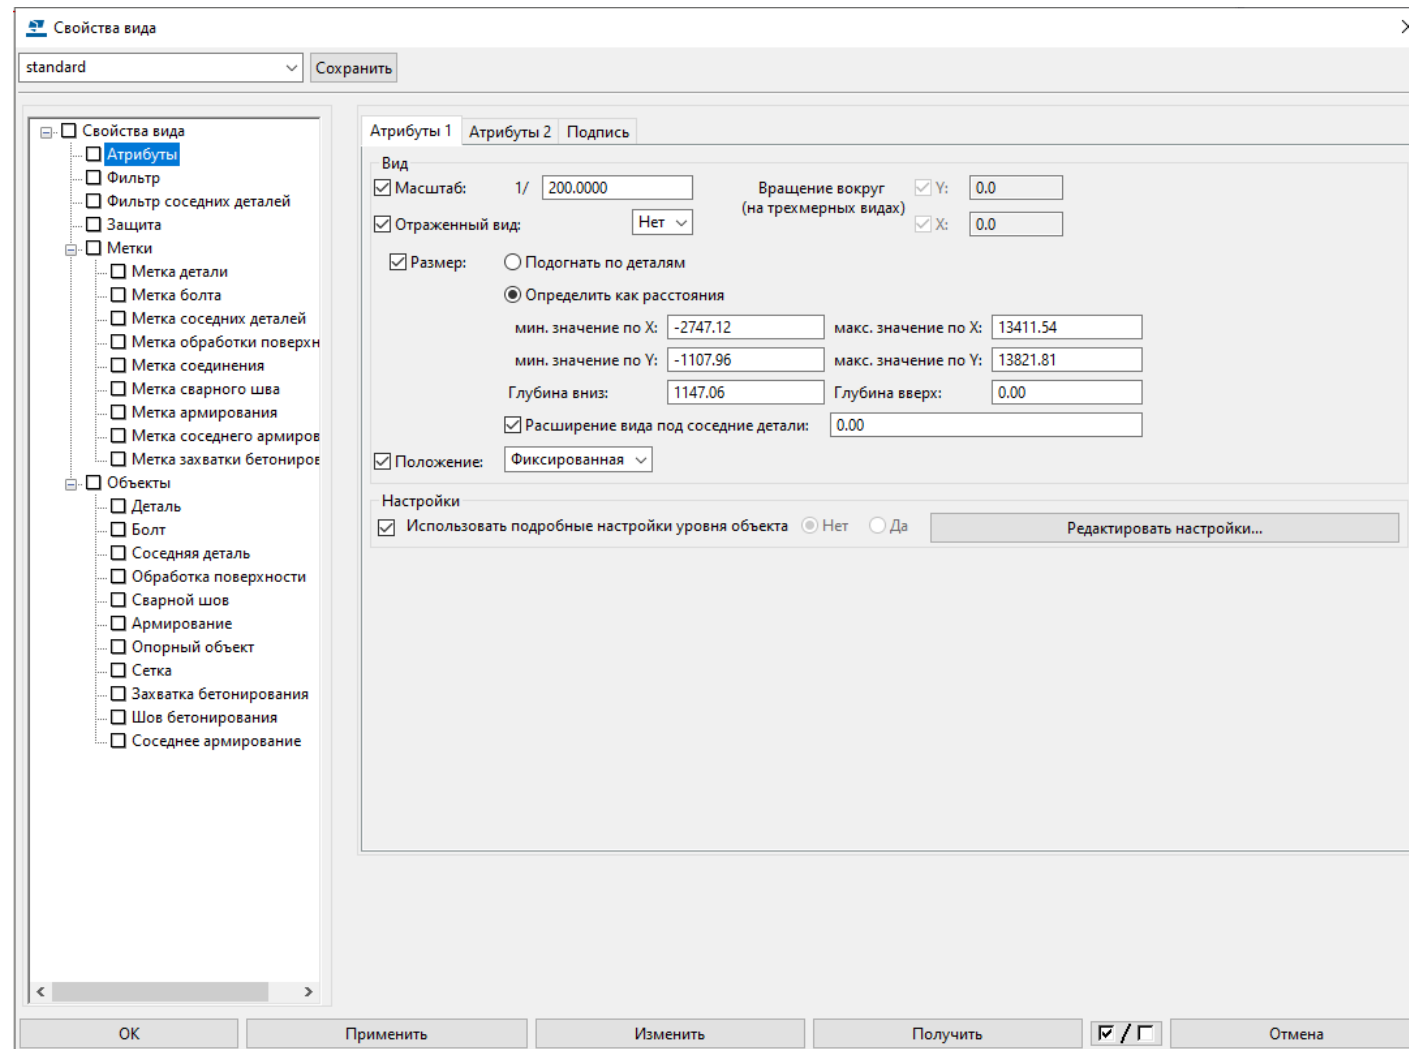 Свойства вида
standard
Сохранить
Свойства вида
Атрибуты
Фильтр
Фильтр соседних деталей
Защита
Метки
Метка детали
Метка болта
Метка соседних деталей
Метка обработки поверхн
Метка соединения
Метка сварного шва
Метка армирования
Метка соседнего армиров
Метка захватки бетониров
Объекты
Деталь
Болт
Соседняя деталь
Обработка поверхности
Сварной шов
Армирование
Опорный объект
Сетка
Захватка бетонирования
Шов бетонирования
Соседнее армирование
Атрибуты 1 Атрибуты 2 Подпись
Вид
Масштаб: 1/ 200.0000 Вращение вокруг Y: 0.0
(на трехмерных видах)
Отраженный вид: Нет X: 0.0
Размер: Подогнать по деталям
Определить как расстояния
мин. значение по X: -2747.12 макс. значение по X: 13411.54
мин. значение по Y: -1107.96 макс. значение по Y: 13821.81
Глубина вниз: 1147.06 Глубина вверх: 0.00
Расширение вида под соседние детали: 0.00
Положение: Фиксированная
Настройки
Использовать подробные настройки уровня объекта Нет Да Редактировать настройки...
OK Применить Изменить Получить / Отмена